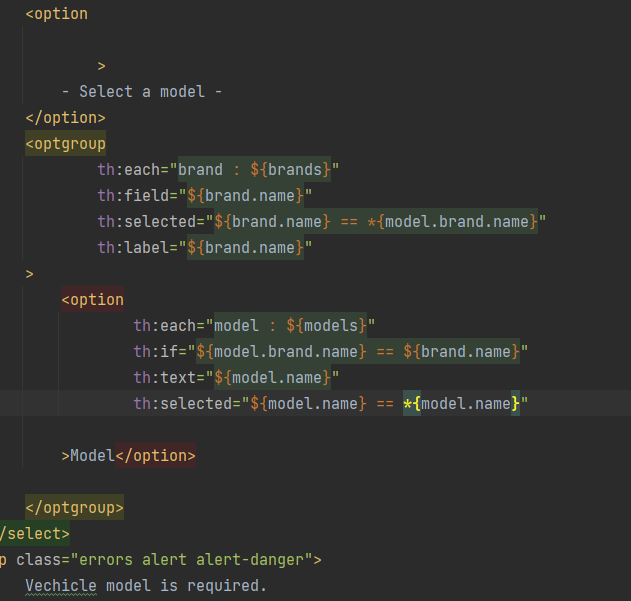 <option
>
- Select a model -
</option>
<optgroup
th:each="brand : ${brands}"
th:field="${brand.name}"
th:selected="${brand.name} == *{model.brand.name}"
th:label="${brand.name}"
>
<option
th:each="model : ${models}"
th:if="${model.brand.name} == ${brand.name}"
th:text="${model.name}"
th:selected="${model.name} == *{model.name}"
>Model</option>
</optgroup>
/select>
p class="errors alert alert-danger">
Vechicle model is required.